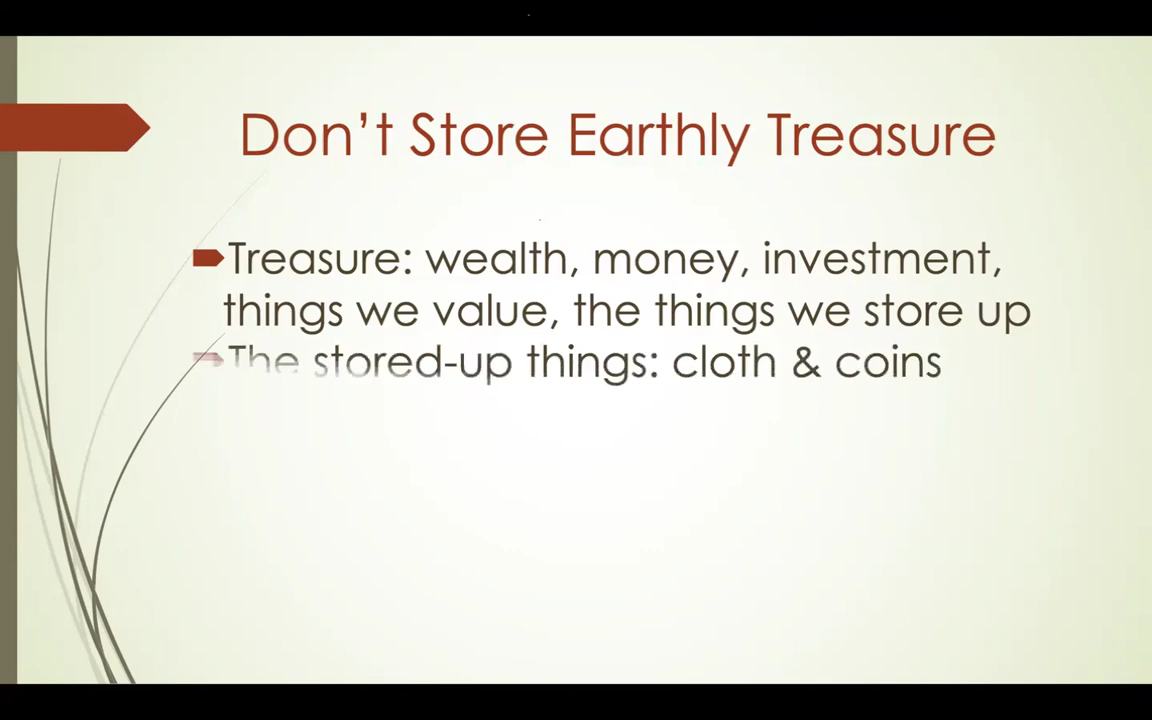 Don’t Store Earthly Treasure
Treasure: wealth, money, investment,
things we value, the things we store up
The stored-up things: cloth & coins